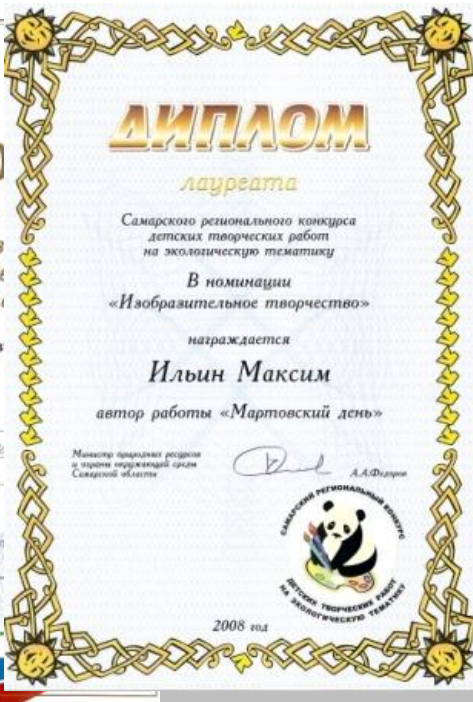 ДИПЛОМ
лауреата
Самарского регионального конкурса
детских творческих работ
на экологическую тематику
В номинации
«Изобразительное творчество»
награждается
Ильин Максим
автор работы «Мартовский день»
Министр природных ресурсов
и охраны окружающей среды
Самарской области
А.А.Федоров
САМАРСКИЙ РЕГИОНАЛЬНЫЙ КОНКУРС
ДЕТСКИХ ТВОРЧЕСКИХ РАБОТ
НА ЭКОЛОГИЧЕСКУЮ ТЕМАТИКУ
2008 год